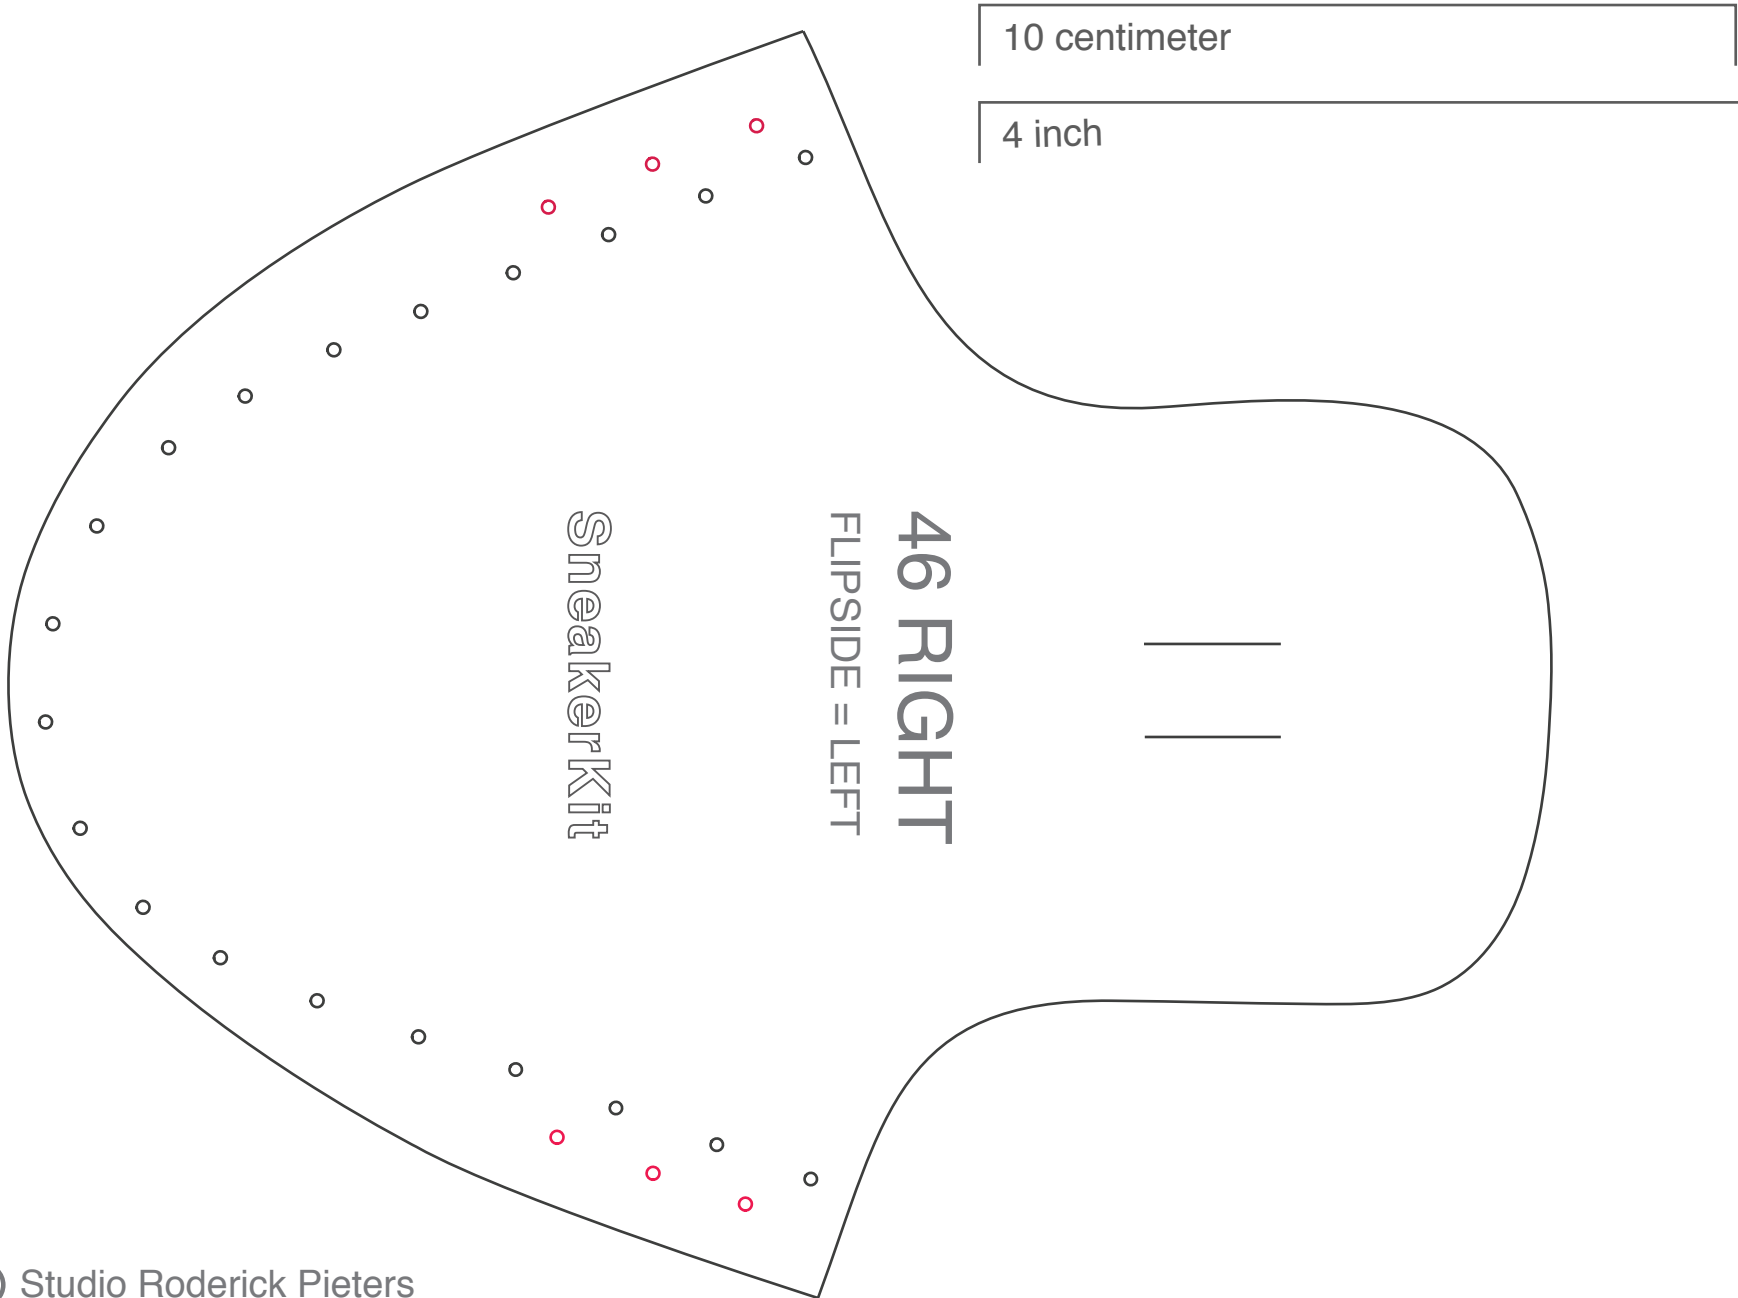 10 centimeter
4 inch
46 RIGHT
FLIPSIDE = LEFT
SneakerKit
) Studio Roderick Pieters